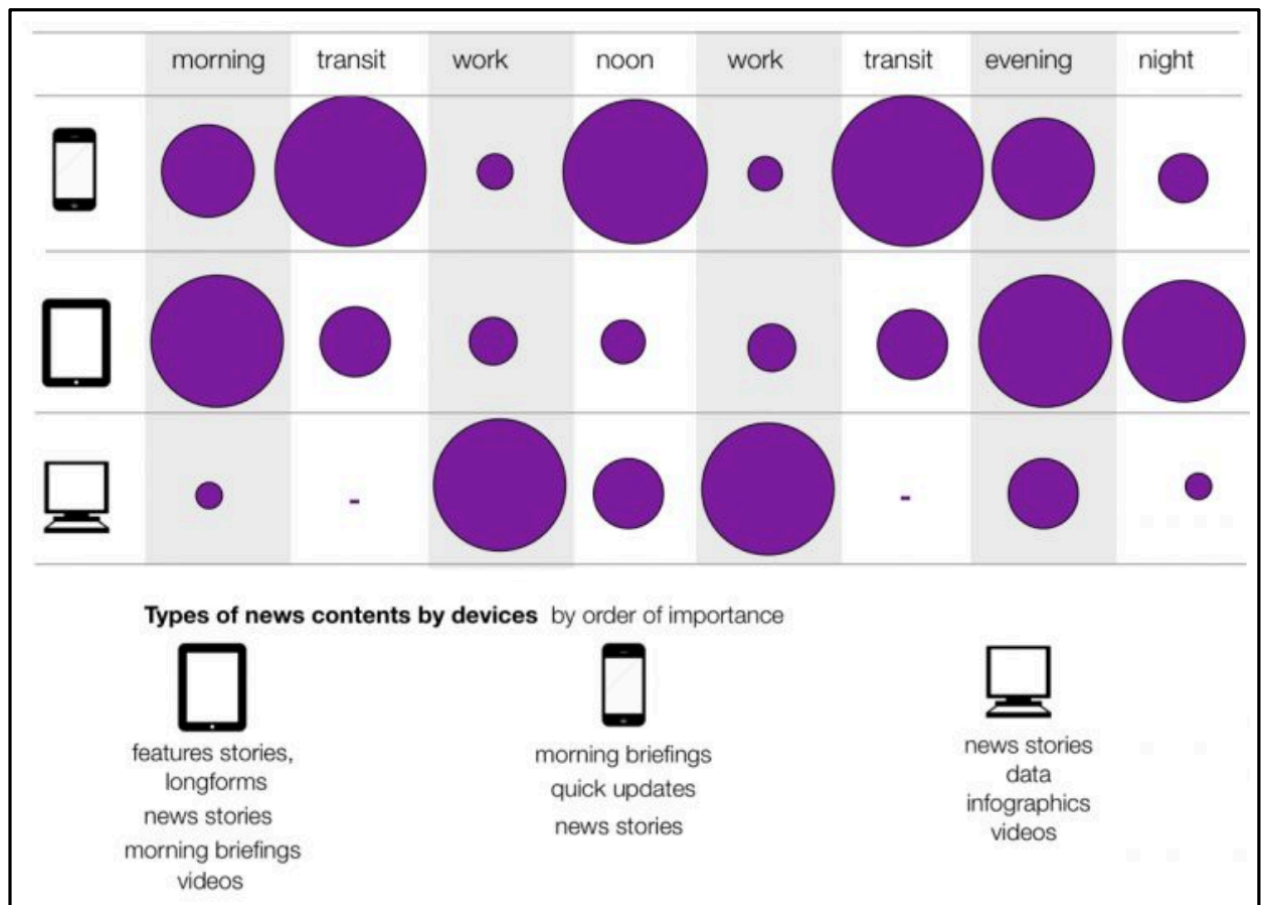 morning transit work noon work transit evening night
-
-
Types of news contents by devices by order of importance
features stories,
longforms
news stories
morning briefings
videos
morning briefings
quick updates
news stories
news stories
data
infographics
videos